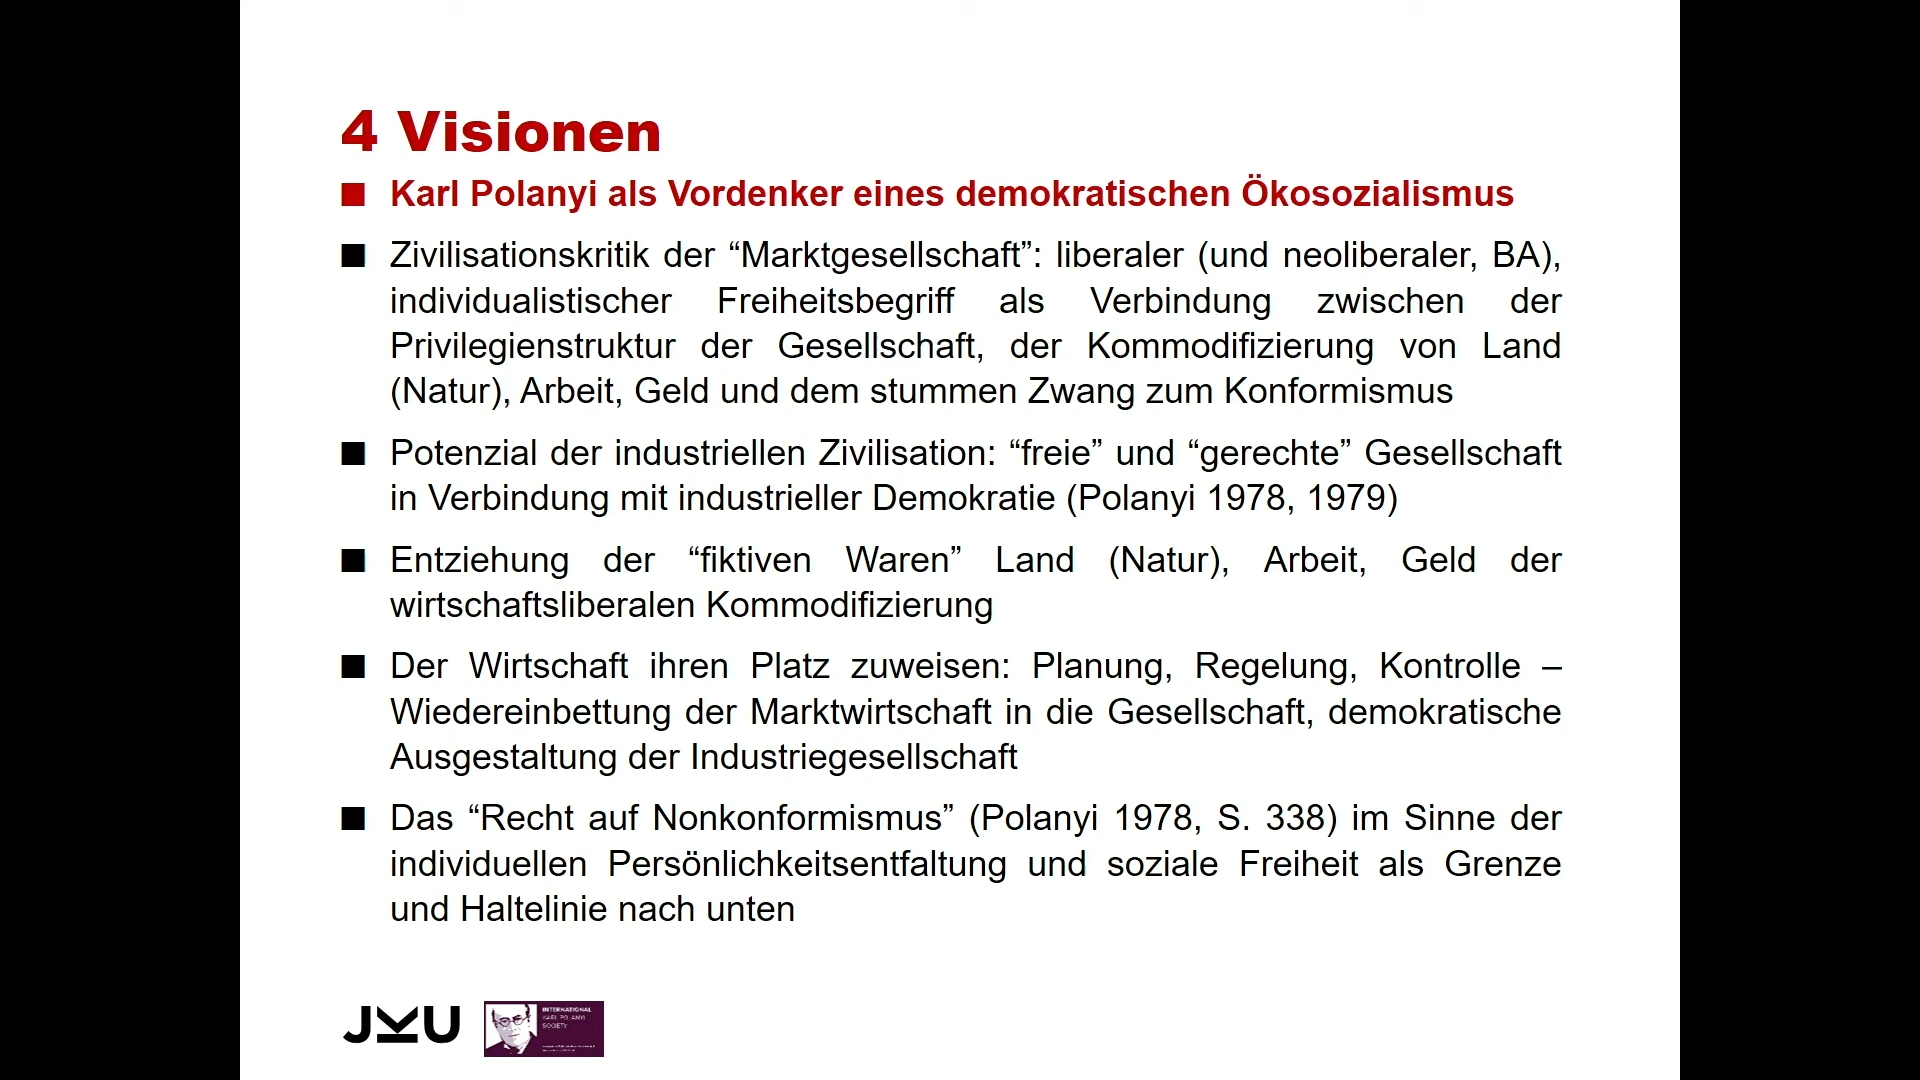 4 Visionen
■ Karl Polanyi als Vordenker eines demokratischen Ökosozialismus
■ Zivilisationskritik der “Marktgesellschaft”: liberaler (und neoliberaler, BA),
individualistischer Freiheitsbegriff als Verbindung zwischen der
Privilegienstruktur der Gesellschaft, der Kommodifizierung von Land
(Natur), Arbeit, Geld und dem stummen Zwang zum Konformismus
■ Potenzial der industriellen Zivilisation: “freie” und “gerechte” Gesellschaft
in Verbindung mit industrieller Demokratie (Polanyi 1978, 1979)
■ Entziehung der “fiktiven Waren” Land (Natur), Arbeit, Geld der
wirtschaftsliberalen Kommodifizierung
■ Der Wirtschaft ihren Platz zuweisen: Planung, Regelung, Kontrolle –
Wiedereinbettung der Marktwirtschaft in die Gesellschaft, demokratische
Ausgestaltung der Industriegesellschaft
■ Das “Recht auf Nonkonformismus” (Polanyi 1978, S. 338) im Sinne der
individuellen Persönlichkeitsentfaltung und soziale Freiheit als Grenze
und Haltelinie nach unten
JKU
INTERNATIONAL
KARL POLANYI
SOCIETY